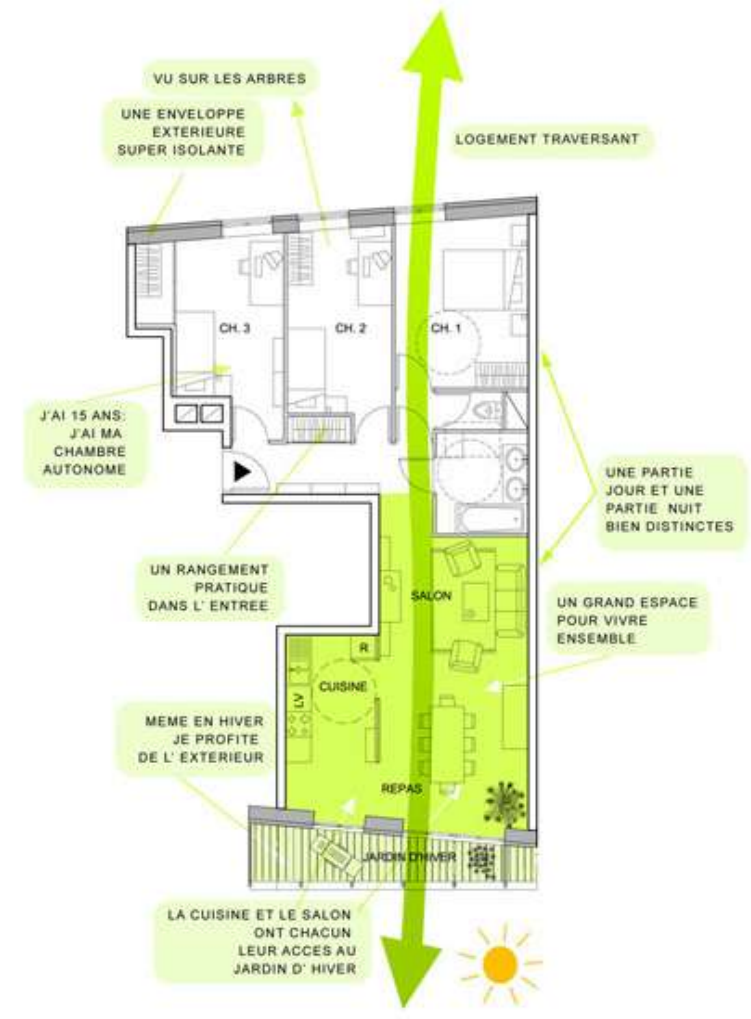 VU SUR LES ARBRES
UNE ENVELOPPE
EXTERIEURE
SUPER ISOLANTE
LOGEMENT TRAVERSANT
CH. 3
CH. 2
CH. 1
J'AI 15 ANS:
J'AI MA
CHAMBRE
AUTONOME
UNE PARTIE
JOUR ET UNE
PARTIE NUIT
BIEN DISTINCTES
UN RANGEMENT
PRATIQUE
DANS L' ENTREE
SALON
UN GRAND ESPACE
POUR VIVRE
ENSEMBLE
R
CUISINE
LV
MEME EN HIVER
JE PROFITE
DE L' EXTERIEUR
REPAS
JARDIN D'HIVER
LA CUISINE ET LE SALON
ONT CHACUN
LEUR ACCES AU
JARDIN D' HIVER